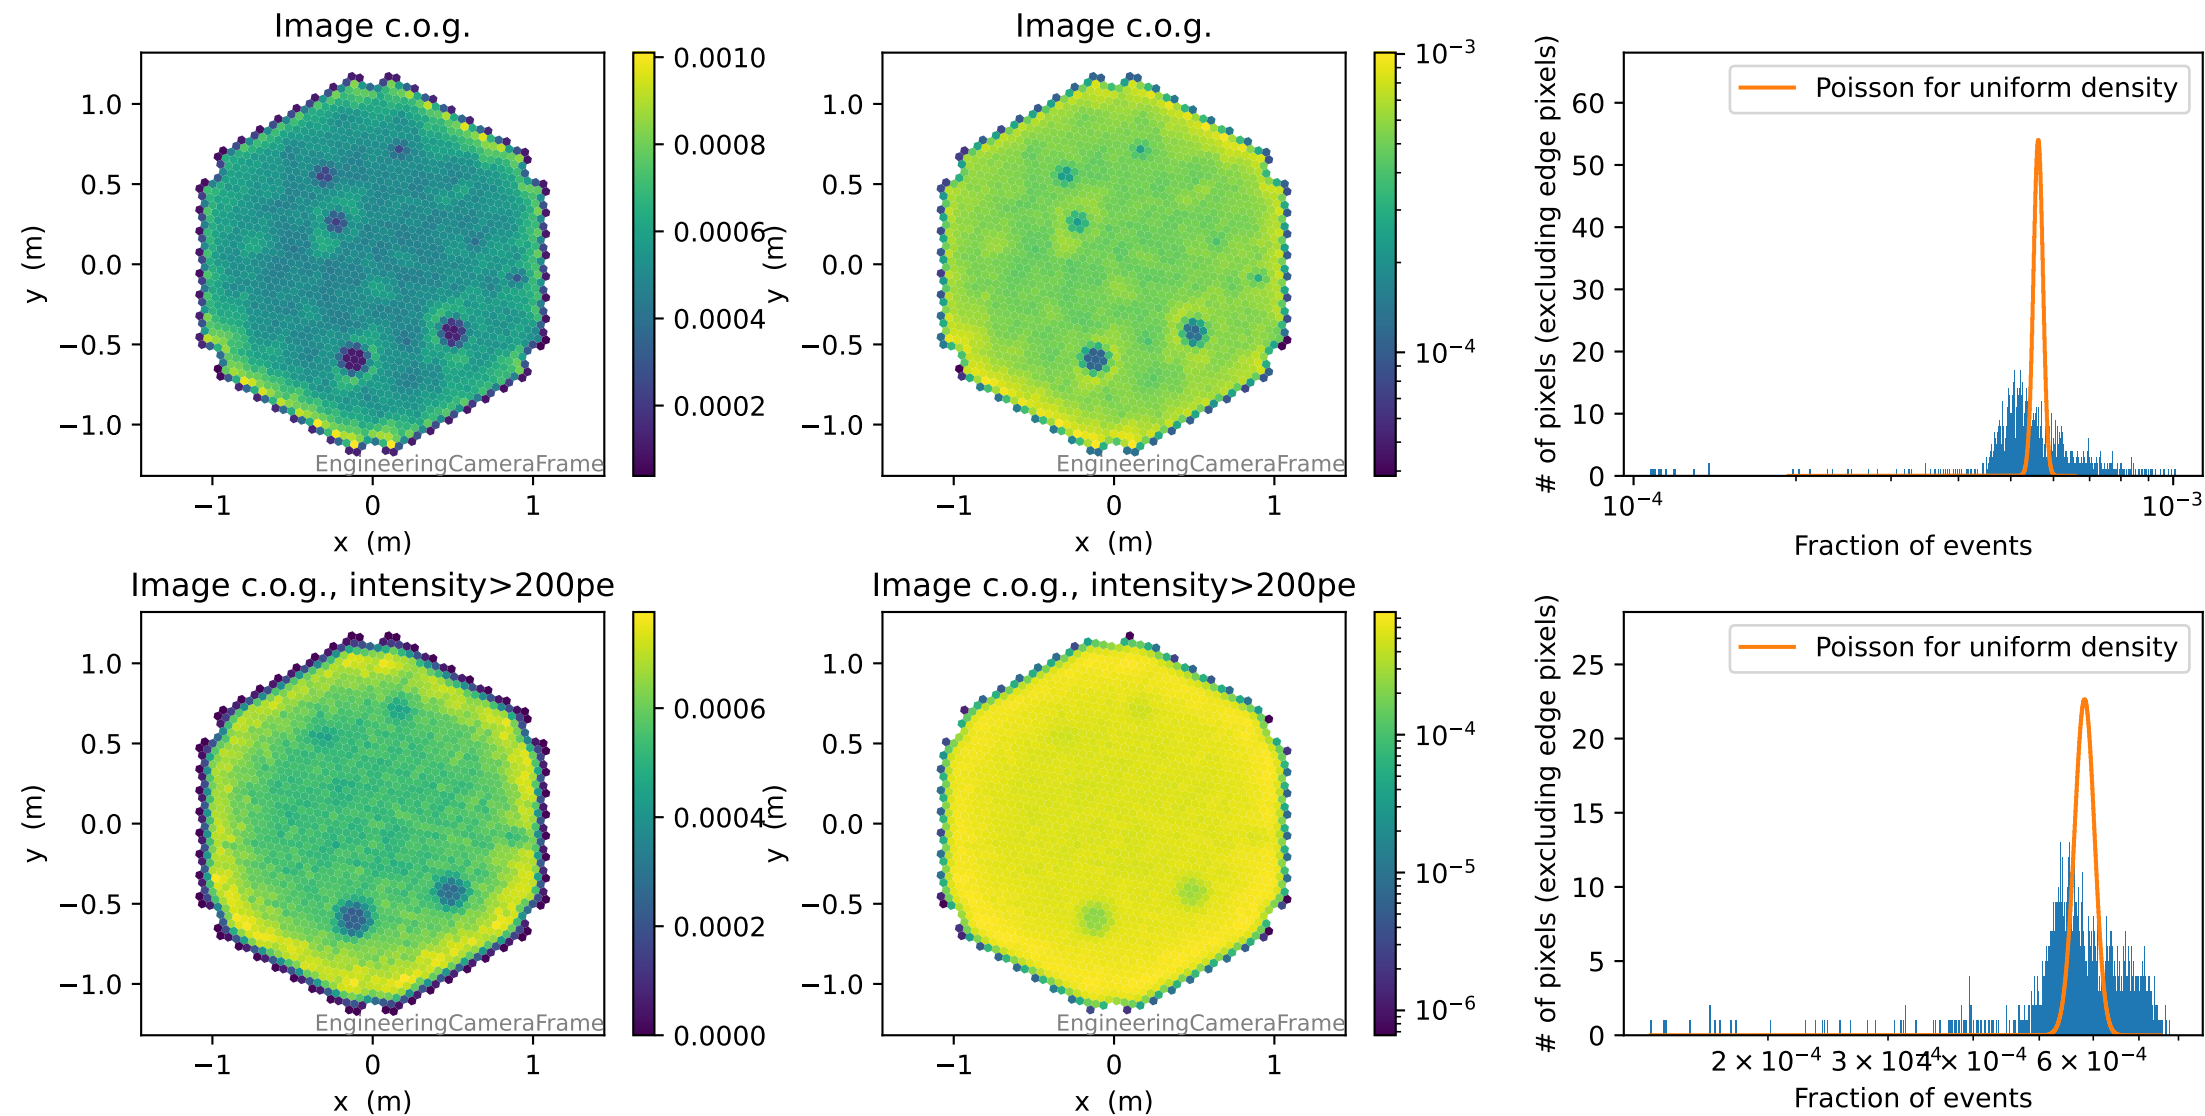 Image c.o.g.
1.0
0.5
0.0
−0.5
−1.0
y (m)
−1
0
1
x (m)
EngineeringCameraFrame
0.0010
0.0008
0.0006
0.0004
0.0002
Image c.o.g.
1.0
0.5
0.0
−0.5
−1.0
y (m)
−1
0
1
x (m)
EngineeringCameraFrame
10⁻³
10⁻⁴
Poisson for uniform density
60
50
40
30
20
10
0
# of pixels (excluding edge pixels)
10⁻⁴
10⁻³
Fraction of events
Image c.o.g., intensity>200pe
1.0
0.5
0.0
−0.5
−1.0
y (m)
−1
0
1
x (m)
EngineeringCameraFrame
0.0006
0.0004
0.0002
0.0000
Image c.o.g., intensity>200pe
1.0
0.5
0.0
−0.5
−1.0
y (m)
−1
0
1
x (m)
EngineeringCameraFrame
10⁻⁴
10⁻⁵
10⁻⁶
Poisson for uniform density
25
20
15
10
5
0
# of pixels (excluding edge pixels)
2 × 10⁻⁴
3 × 10⁻⁴
4 × 10⁻⁴
6 × 10⁻⁴
Fraction of events